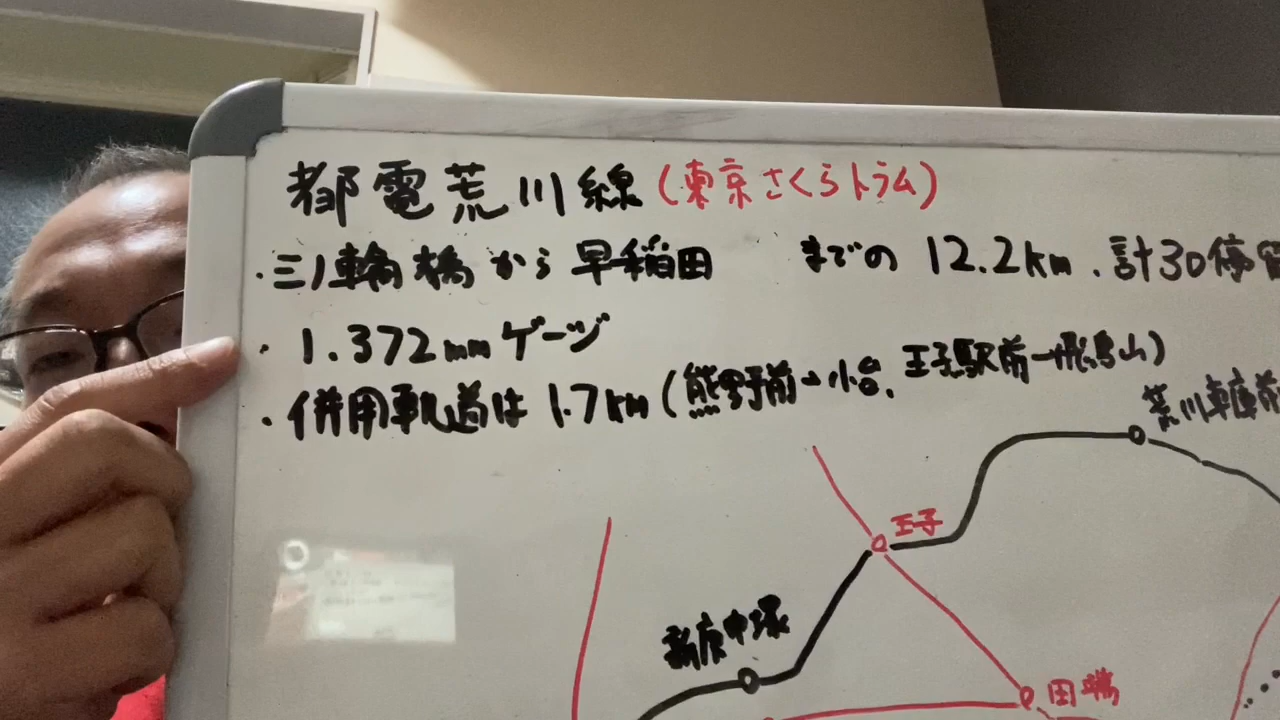 都電荒川線(東京さくらトラム)
・三ノ輪橋から早稲田 までの 12.2km.計30停留
・1.372mmゲージ
・併用軌道は1.7km(熊野前→小台.王子駅前→飛鳥山)
荒川車庫前
王子
新庚申塚
田端